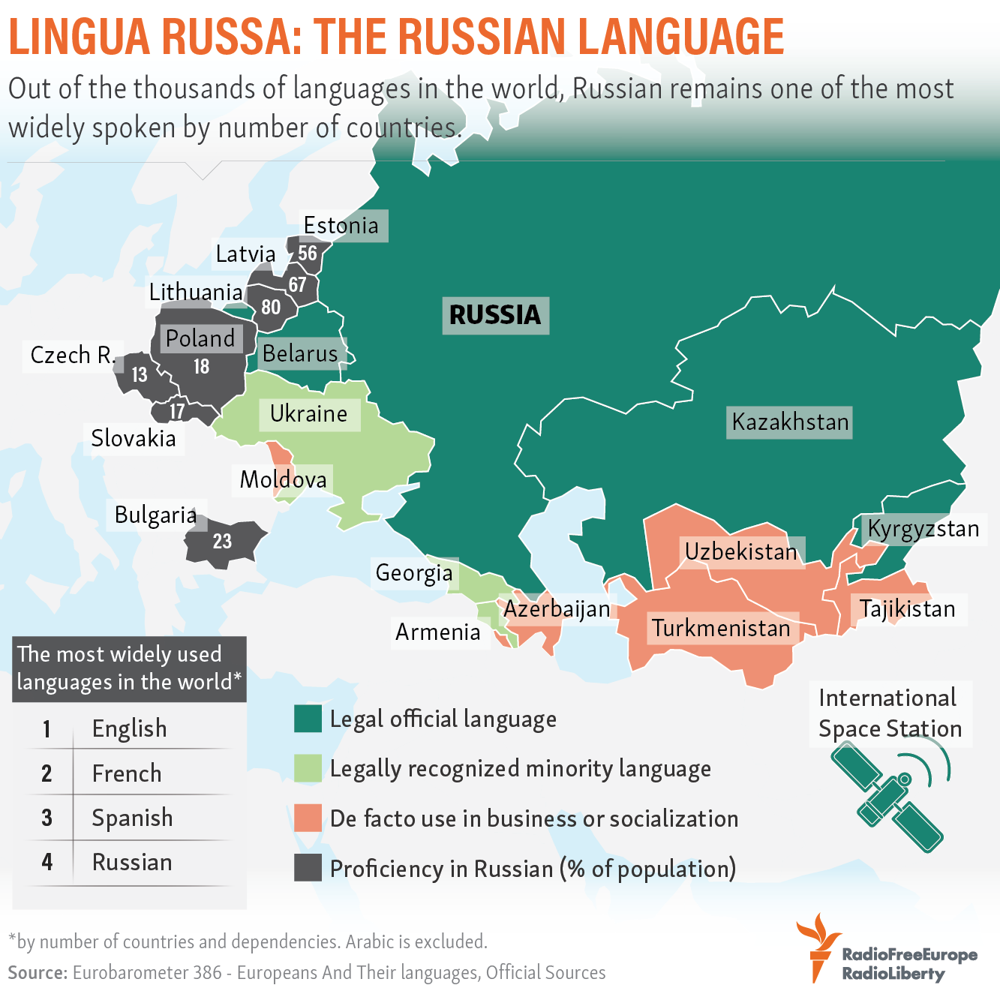 LINGUA RUSSA: THE RUSSIAN LANGUAGE
Out of the thousands of languages in the world, Russian remains one of the most
widely spoken by number of countries.
Estonia
56
Latvia
67
Lithuania
80
RUSSIA
Poland
18
Belarus
Czech R.
13
17
Slovakia
Ukraine
Kazakhstan
Moldova
Bulgaria
23
Kyrgyzstan
Uzbekistan
Georgia
Azerbaijan
Tajikistan
Turkmenistan
Armenia
The most widely used
languages in the world*
1 English
2 French
3 Spanish
4 Russian
Legal official language
Legally recognized minority language
De facto use in business or socialization
Proficiency in Russian (% of population)
International
Space Station
*by number of countries and dependencies. Arabic is excluded.
Source: Eurobarometer 386 - Europeans And Their languages, Official Sources
RadioFreeEurope
RadioLiberty